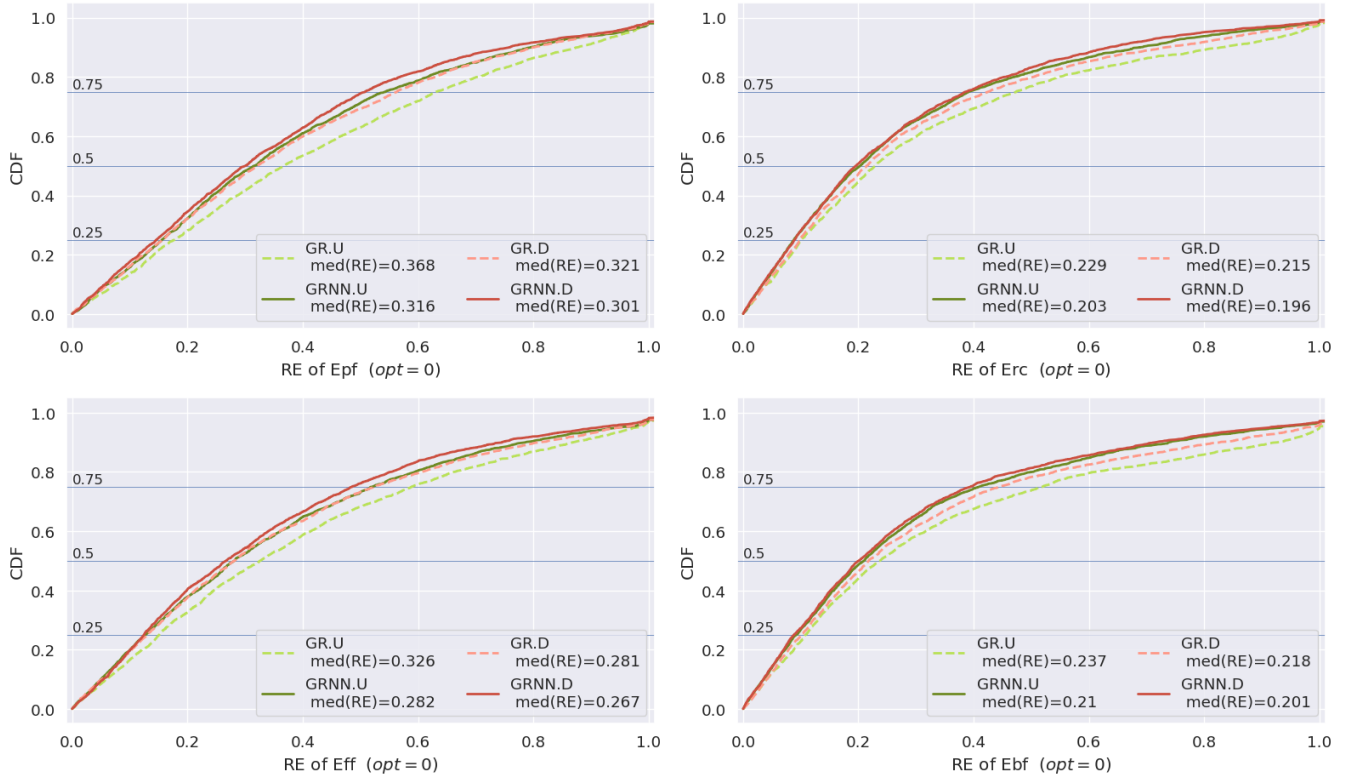 CDF
1.0
0.8
0.6
0.4
0.2
0.0
0.75
0.5
0.25
GR.U
med(RE)=0.368
GRNN.U
med(RE)=0.316
GR.D
med(RE)=0.321
GRNN.D
med(RE)=0.301
0.0 0.2 0.4 0.6 0.8 1.0
RE of Epf (opt = 0)
CDF
1.0
0.8
0.6
0.4
0.2
0.0
0.75
0.5
0.25
GR.U
med(RE)=0.229
GRNN.U
med(RE)=0.203
GR.D
med(RE)=0.215
GRNN.D
med(RE)=0.196
0.0 0.2 0.4 0.6 0.8 1.0
RE of Erc (opt = 0)
CDF
1.0
0.8
0.6
0.4
0.2
0.0
0.75
0.5
0.25
GR.U
med(RE)=0.326
GRNN.U
med(RE)=0.282
GR.D
med(RE)=0.281
GRNN.D
med(RE)=0.267
0.0 0.2 0.4 0.6 0.8 1.0
RE of Eff (opt = 0)
CDF
1.0
0.8
0.6
0.4
0.2
0.0
0.75
0.5
0.25
GR.U
med(RE)=0.237
GRNN.U
med(RE)=0.21
GR.D
med(RE)=0.218
GRNN.D
med(RE)=0.201
0.0 0.2 0.4 0.6 0.8 1.0
RE of Ebf (opt = 0)